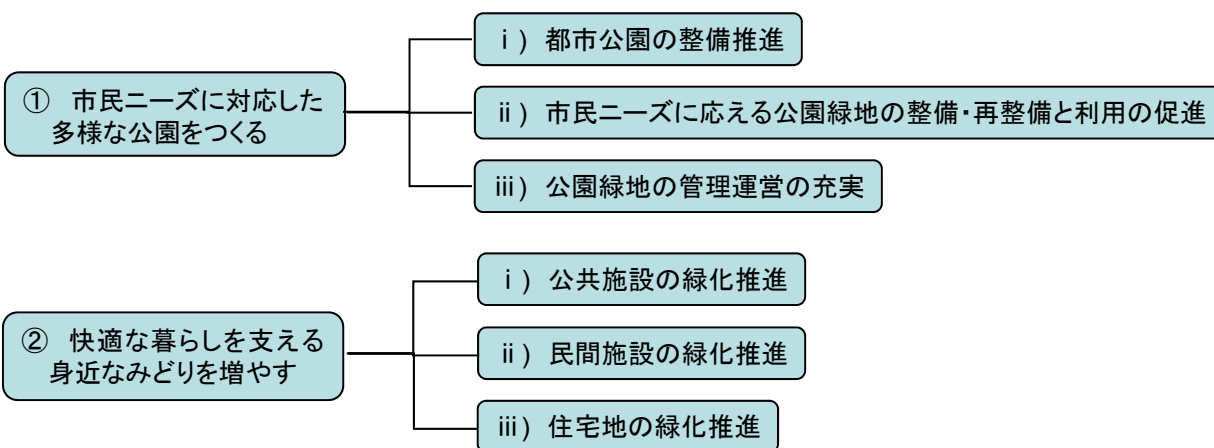 ① 市民ニーズに対応した
多様な公園をつくる
ⅰ) 都市公園の整備推進
ⅱ) 市民ニーズに応える公園緑地の整備・再整備と利用の促進
ⅲ) 公園緑地の管理運営の充実
② 快適な暮らしを支える
身近なみどりを増やす
ⅰ) 公共施設の緑化推進
ⅱ) 民間施設の緑化推進
ⅲ) 住宅地の緑化推進